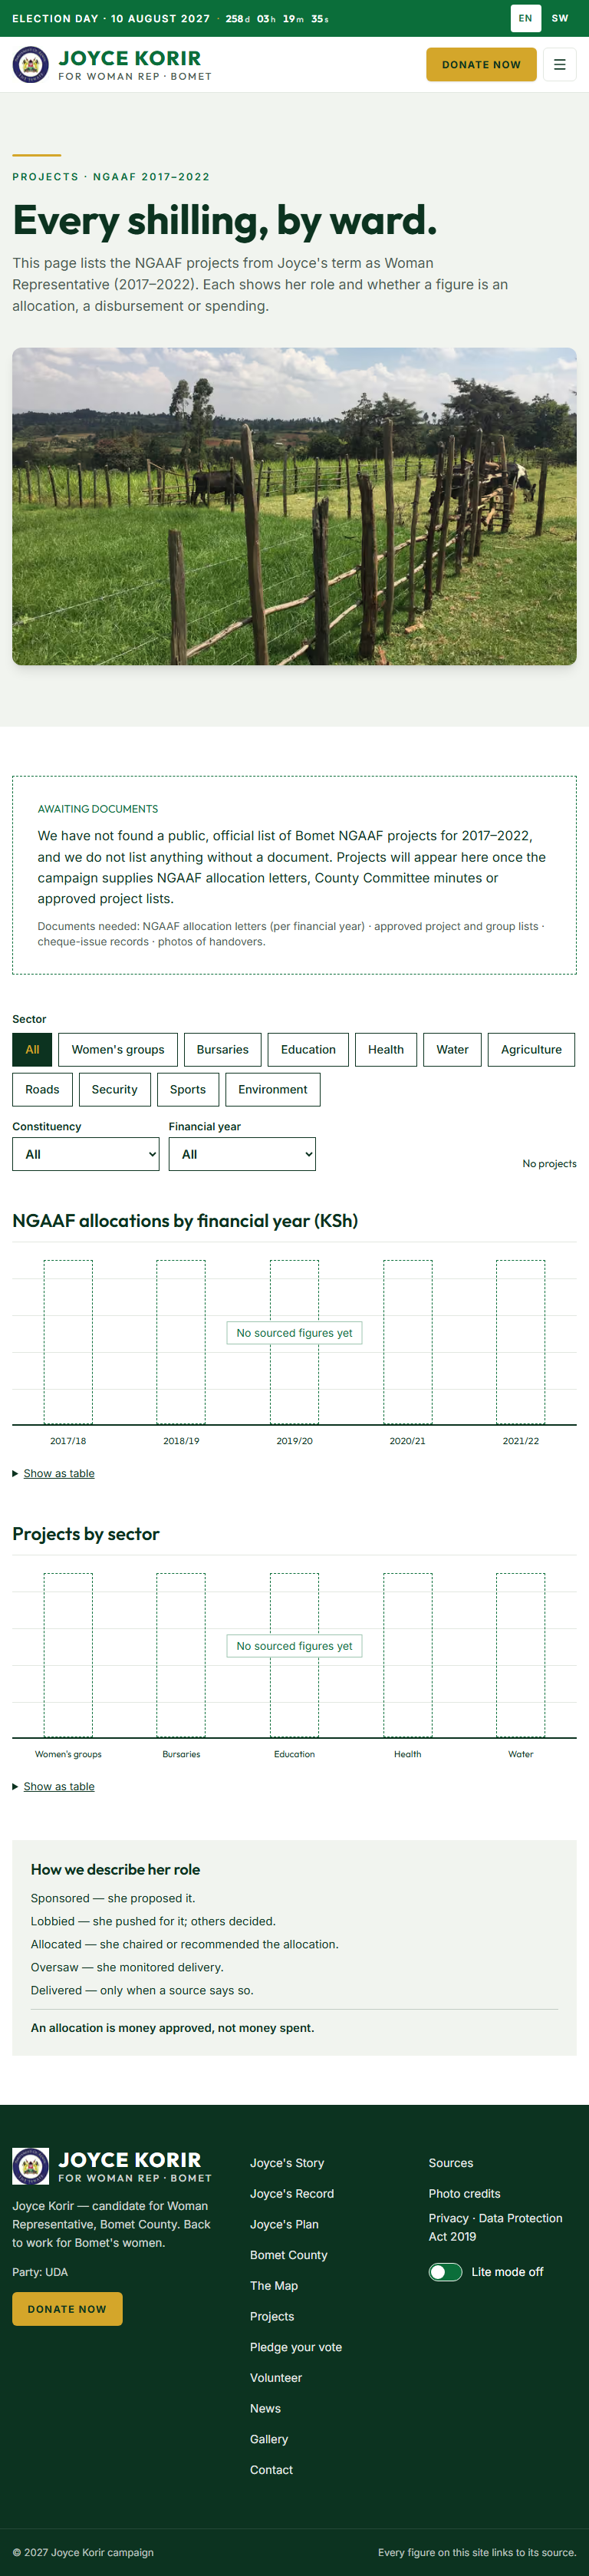 ELECTION DAY · 10 AUGUST 2027 · 258d 03h 19m 35s
EN SW
JOYCE KORIR
FOR WOMAN REP · BOMET
DONATE NOW
PROJECTS · NGAAF 2017–2022
Every shilling, by ward.
This page lists the NGAAF projects from Joyce's term as Woman
Representative (2017–2022). Each shows her role and whether a figure is an
allocation, a disbursement or spending.
AWAITING DOCUMENTS
We have not found a public, official list of Bomet NGAAF projects for 2017–2022,
and we do not list anything without a document. Projects will appear here once the
campaign supplies NGAAF allocation letters, County Committee minutes or
approved project lists.
Documents needed: NGAAF allocation letters (per financial year) · approved project and group lists ·
cheque-issue records · photos of handovers.
Sector
All Women's groups Bursaries Education Health Water Agriculture
Roads Security Sports Environment
Constituency Financial year
All All
No projects
NGAAF allocations by financial year (KSh)
No sourced figures yet
2017/18 2018/19 2019/20 2020/21 2021/22
Show as table
Projects by sector
No sourced figures yet
Women's groups Bursaries Education Health Water
Show as table
How we describe her role
Sponsored — she proposed it.
Lobbied — she pushed for it; others decided.
Allocated — she chaired or recommended the allocation.
Oversaw — she monitored delivery.
Delivered — only when a source says so.
An allocation is money approved, not money spent.
JOYCE KORIR
FOR WOMAN REP · BOMET
Joyce Korir — candidate for Woman
Representative, Bomet County. Back
to work for Bomet's women.
Party: UDA
DONATE NOW
Joyce's Story
Joyce's Record
Joyce's Plan
Bomet County
The Map
Projects
Pledge your vote
Volunteer
News
Gallery
Contact
Sources
Photo credits
Privacy · Data Protection
Act 2019
Lite mode off
© 2027 Joyce Korir campaign
Every figure on this site links to its source.